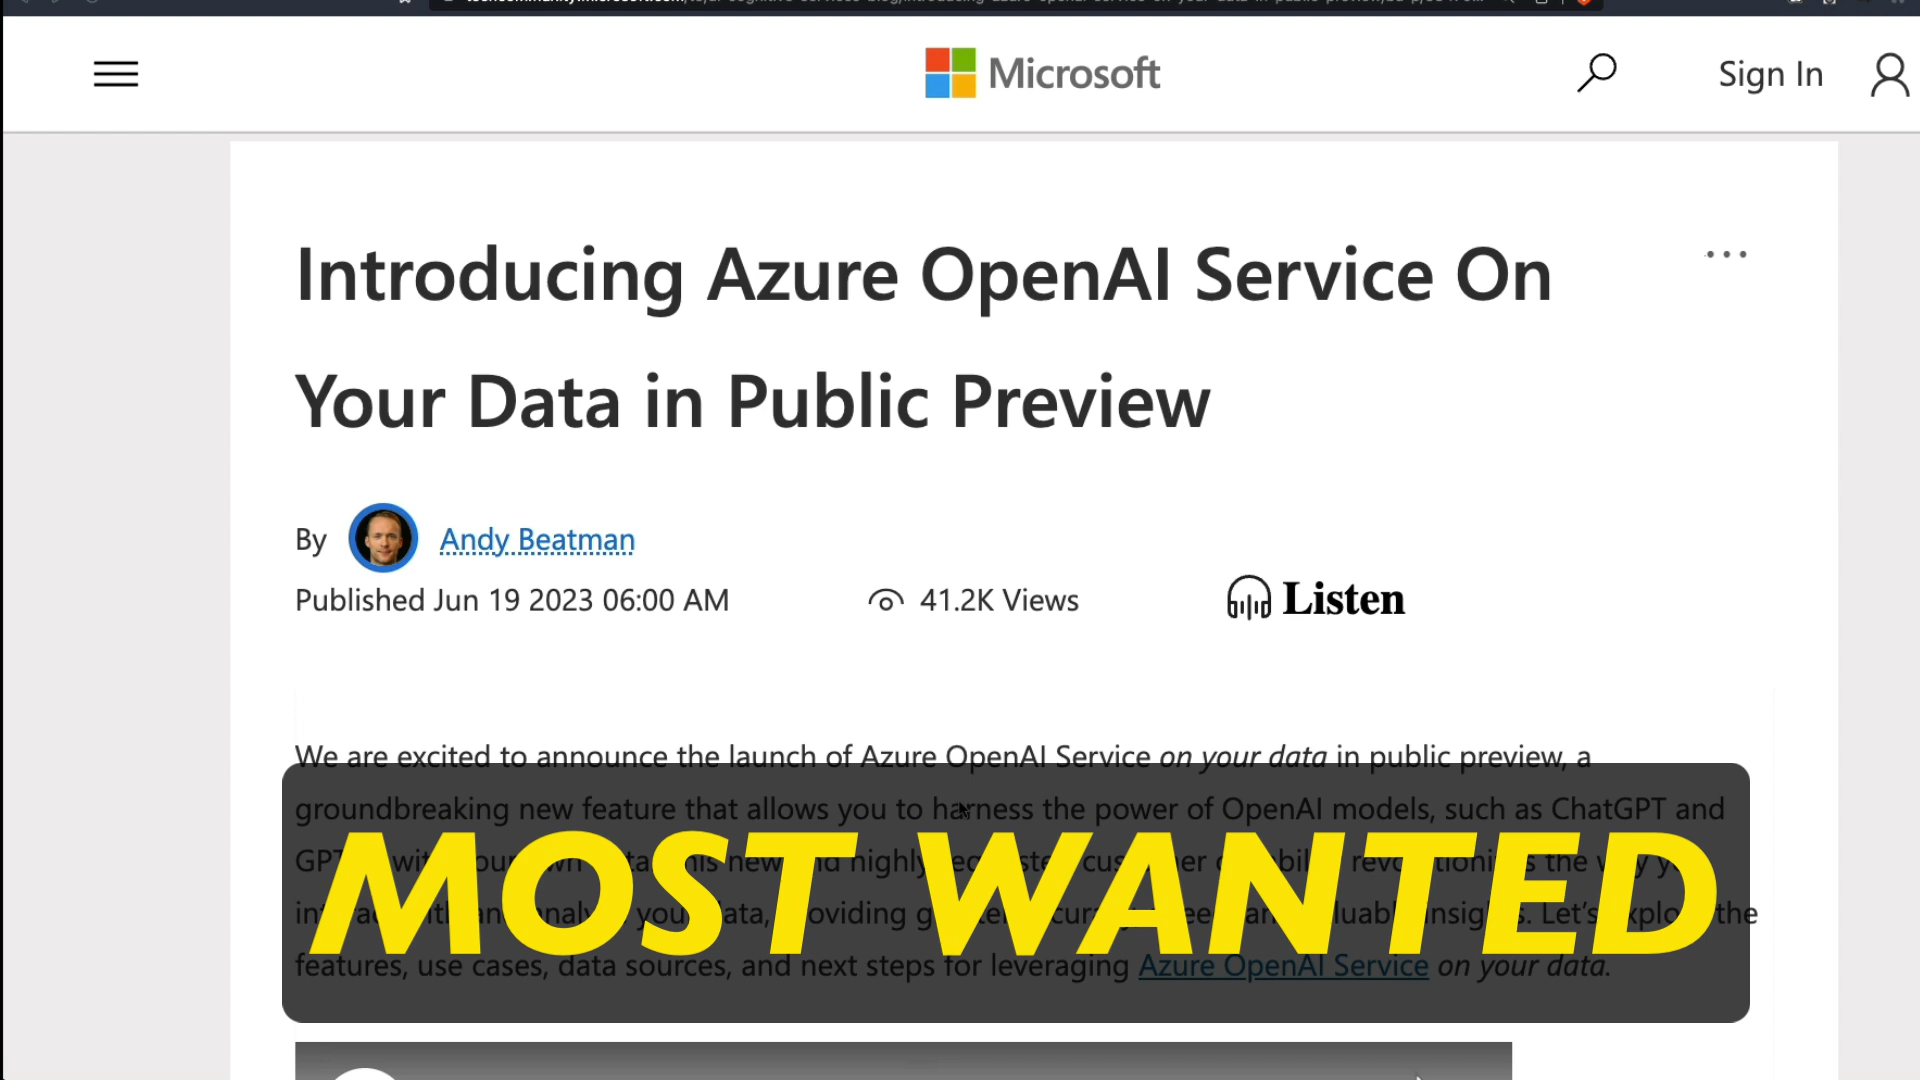 Microsoft
Sign In
Introducing Azure OpenAI Service On
Your Data in Public Preview
By Andy Beatman
Published Jun 19 2023 06:00 AM
41.2K Views
Listen
We are excited to announce the launch of Azure OpenAI Service on your data in public preview, a
groundbreaking new feature that allows you to harness the power of OpenAI models, such as ChatGPT and
MOST WANTED
features, use cases, data sources, and next steps for leveraging Azure OpenAI Service on your data.